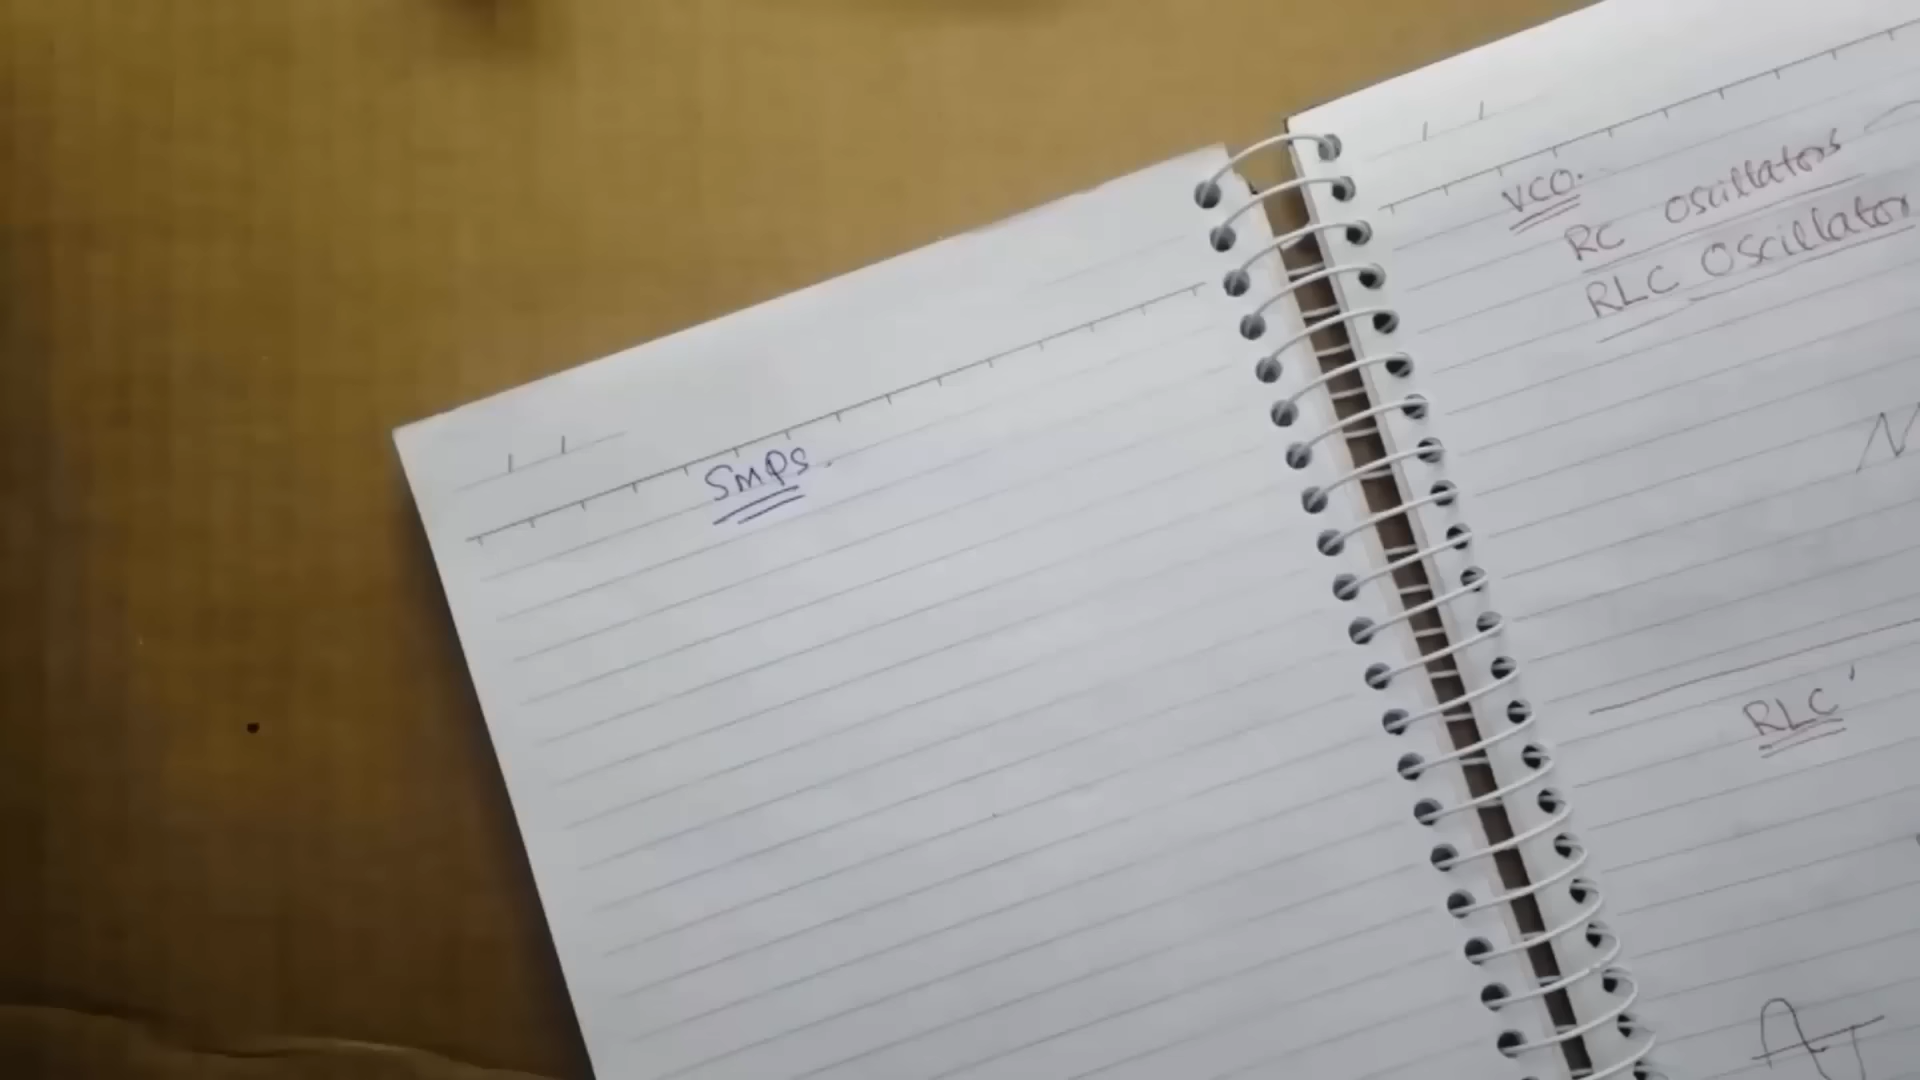 SMPS.
VCO.
RC Oscillators
RLC Oscillator
RLC